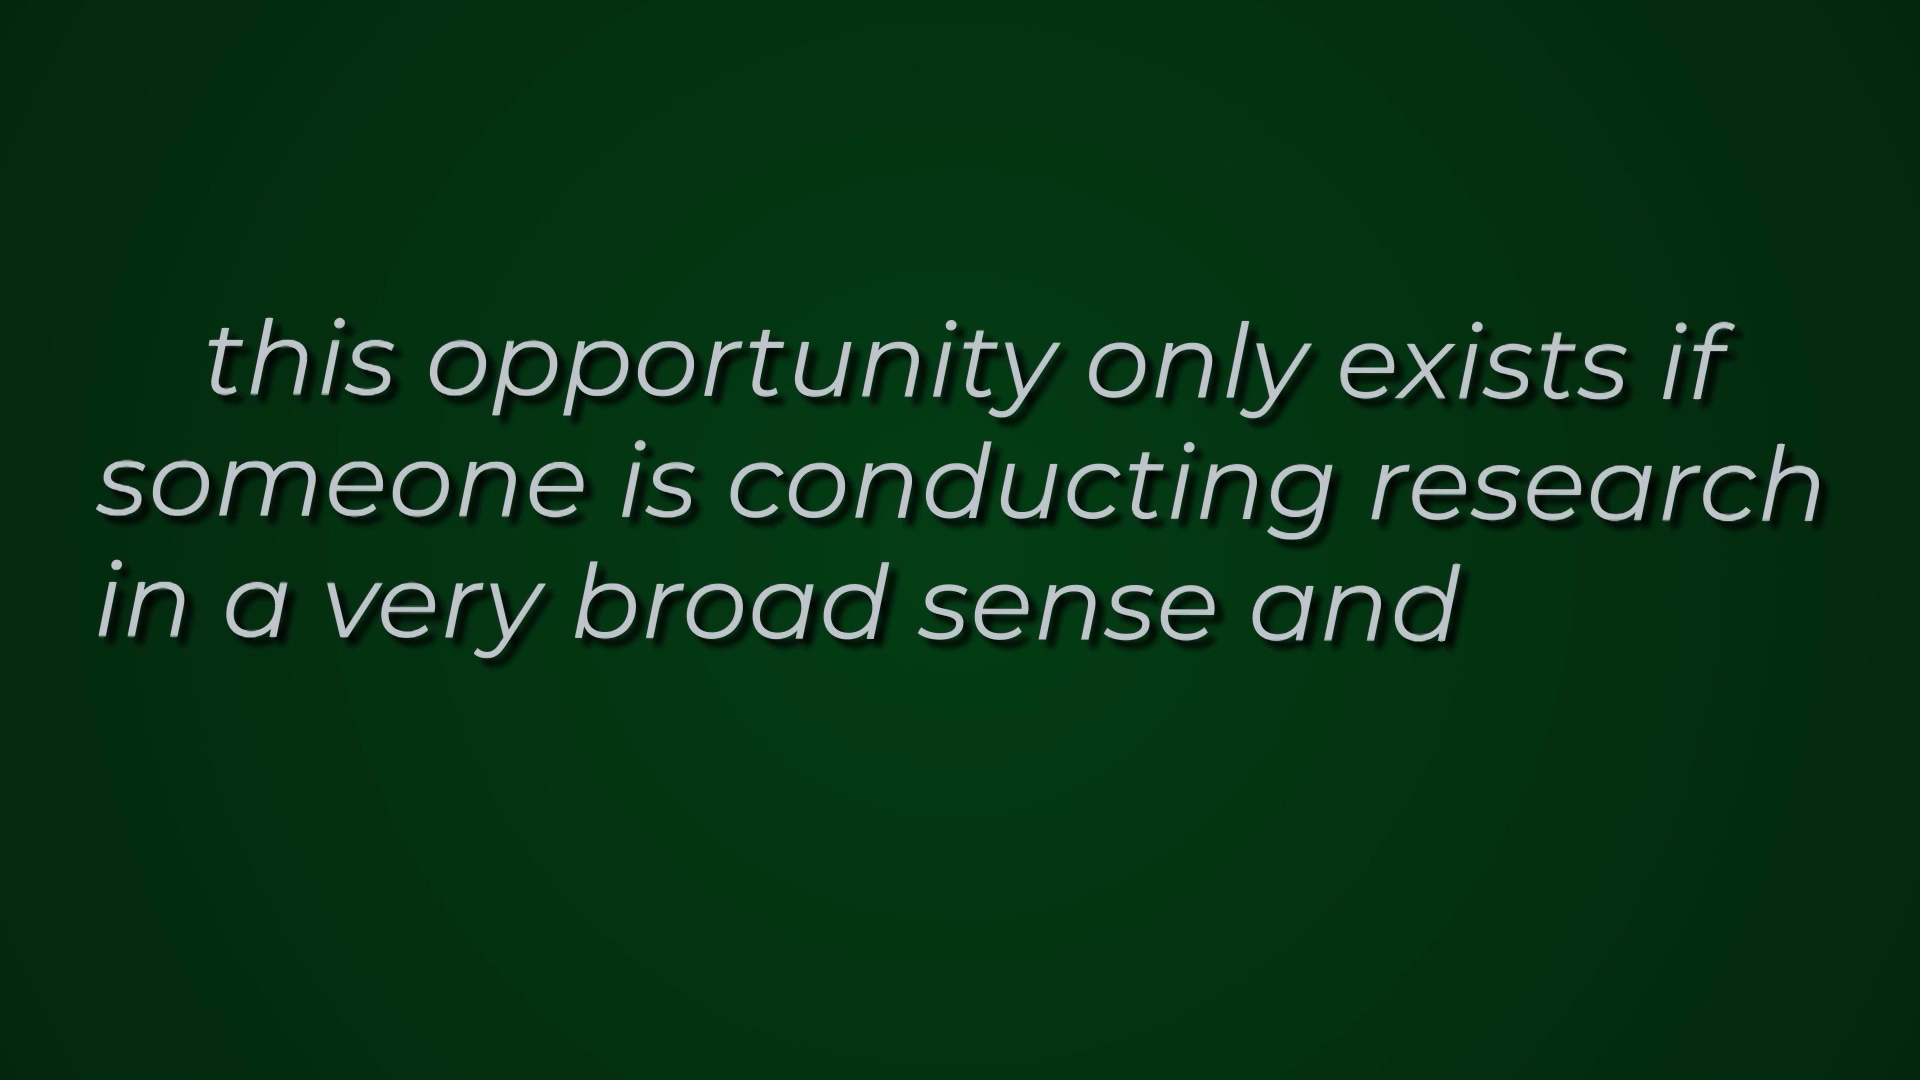 this opportunity only exists if
someone is conducting research
in a very broad sense and